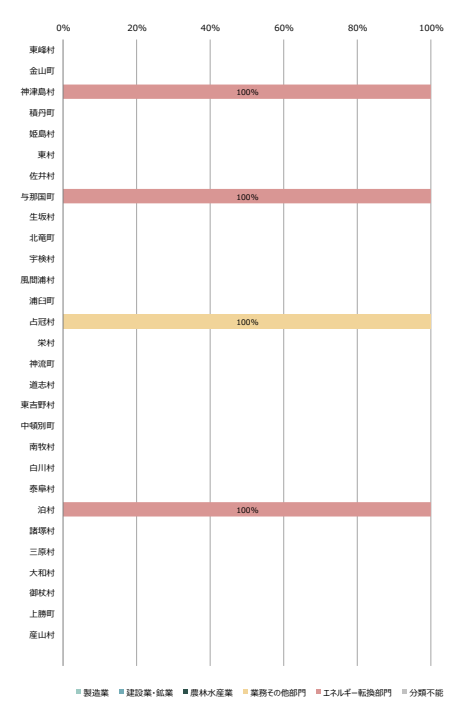 0% 20% 40% 60% 80% 100%
東峰村
金山町
神津島村 100%
積丹町
姫島村
東村
佐井村
与那国町 100%
生坂村
北竜町
宇検村
風間浦村
浦臼町
占冠村 100%
栄村
神流町
道志村
東吉野村
中頓別町
南牧村
白川村
泰阜村
泊村 100%
諸塚村
三原村
大和村
御杖村
上勝町
産山村
製造業 建設業・鉱業 農林水産業 業務その他部門 エネルギー転換部門 分類不能